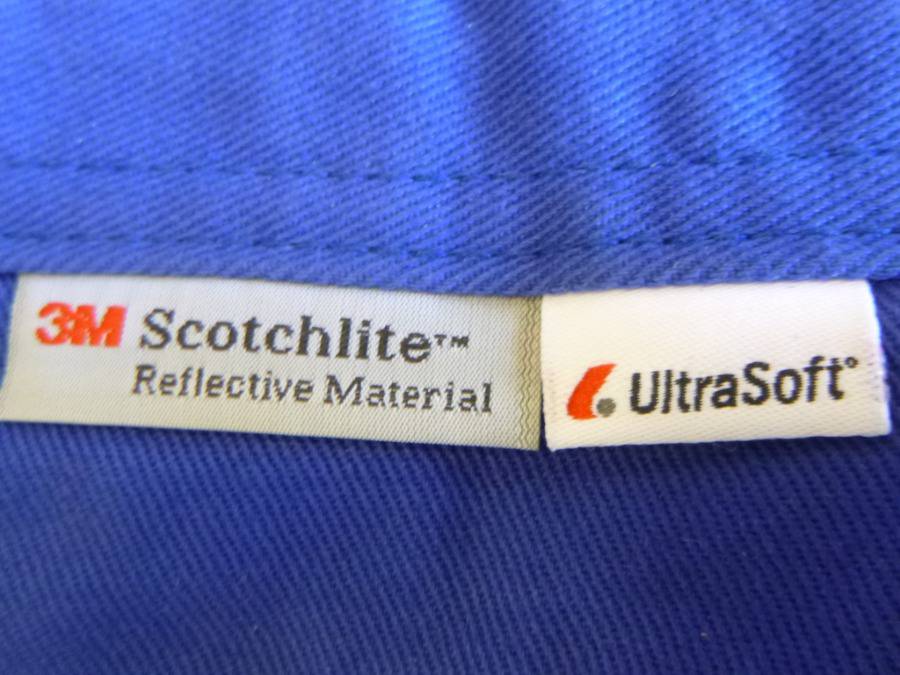 3M Scotchlite™
Reflective Material
UltraSoft®